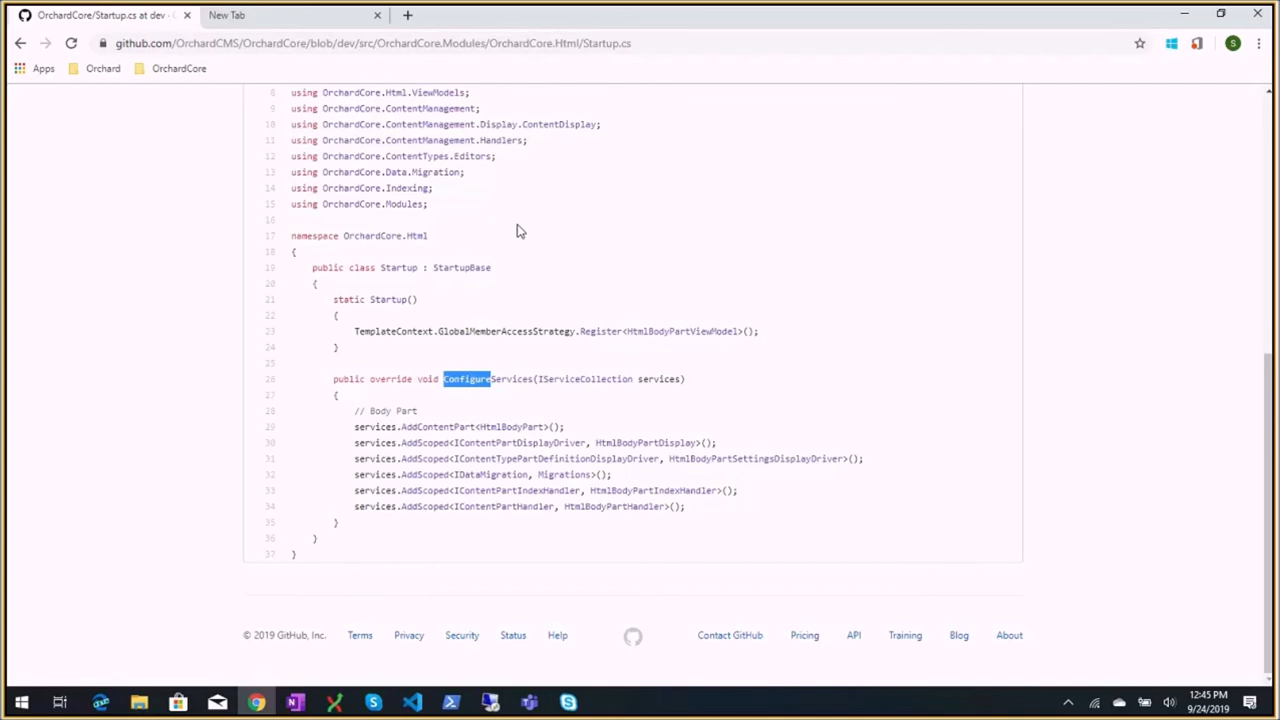 OrchardCore/Startup.cs at dev ·
New Tab
github.com/OrchardCMS/OrchardCore/blob/dev/src/OrchardCore.Modules/OrchardCore.Html/Startup.cs
S
Apps
Orchard
OrchardCore
8 using OrchardCore.Html.ViewModels;
9 using OrchardCore.ContentManagement;
10 using OrchardCore.ContentManagement.Display.ContentDisplay;
11 using OrchardCore.ContentManagement.Handlers;
12 using OrchardCore.ContentTypes.Editors;
13 using OrchardCore.Data.Migration;
14 using OrchardCore.Indexing;
15 using OrchardCore.Modules;
16
17 namespace OrchardCore.Html
18 {
19 public class Startup : StartupBase
20 {
21 static Startup()
22 {
23 TemplateContext.GlobalMemberAccessStrategy.Register<HtmlBodyPartViewModel>();
24 }
25
26 public override void ConfigureServices(IServiceCollection services)
27 {
28 // Body Part
29 services.AddContentPart<HtmlBodyPart>();
30 services.AddScoped<IContentPartDisplayDriver, HtmlBodyPartDisplay>();
31 services.AddScoped<IContentTypePartDefinitionDisplayDriver, HtmlBodyPartSettingsDisplayDriver>();
32 services.AddScoped<IDataMigration, Migrations>();
33 services.AddScoped<IContentPartIndexHandler, HtmlBodyPartIndexHandler>();
34 services.AddScoped<IContentPartHandler, HtmlBodyPartHandler>();
35 }
36 }
37 }
© 2019 GitHub, Inc. Terms Privacy Security Status Help Contact GitHub Pricing API Training Blog About
12:45 PM
9/24/2019